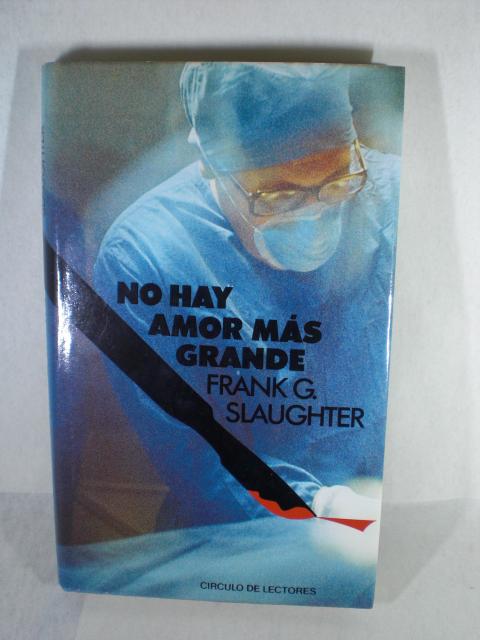 NO HAY
AMOR MÁS
GRANDE
FRANK G.
SLAUGHTER
CIRCULO DE LECTORES